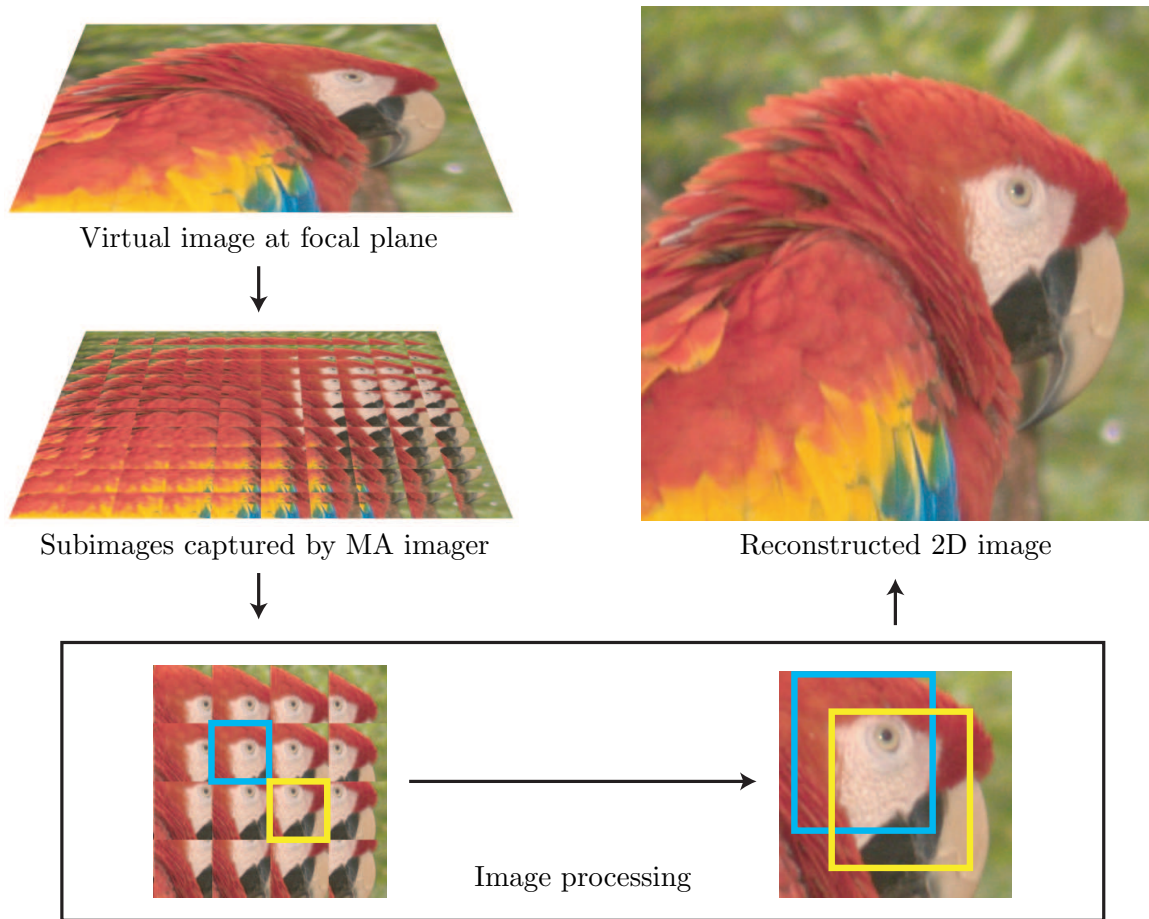 Virtual image at focal plane
Subimages captured by MA imager
Reconstructed 2D image
Image processing